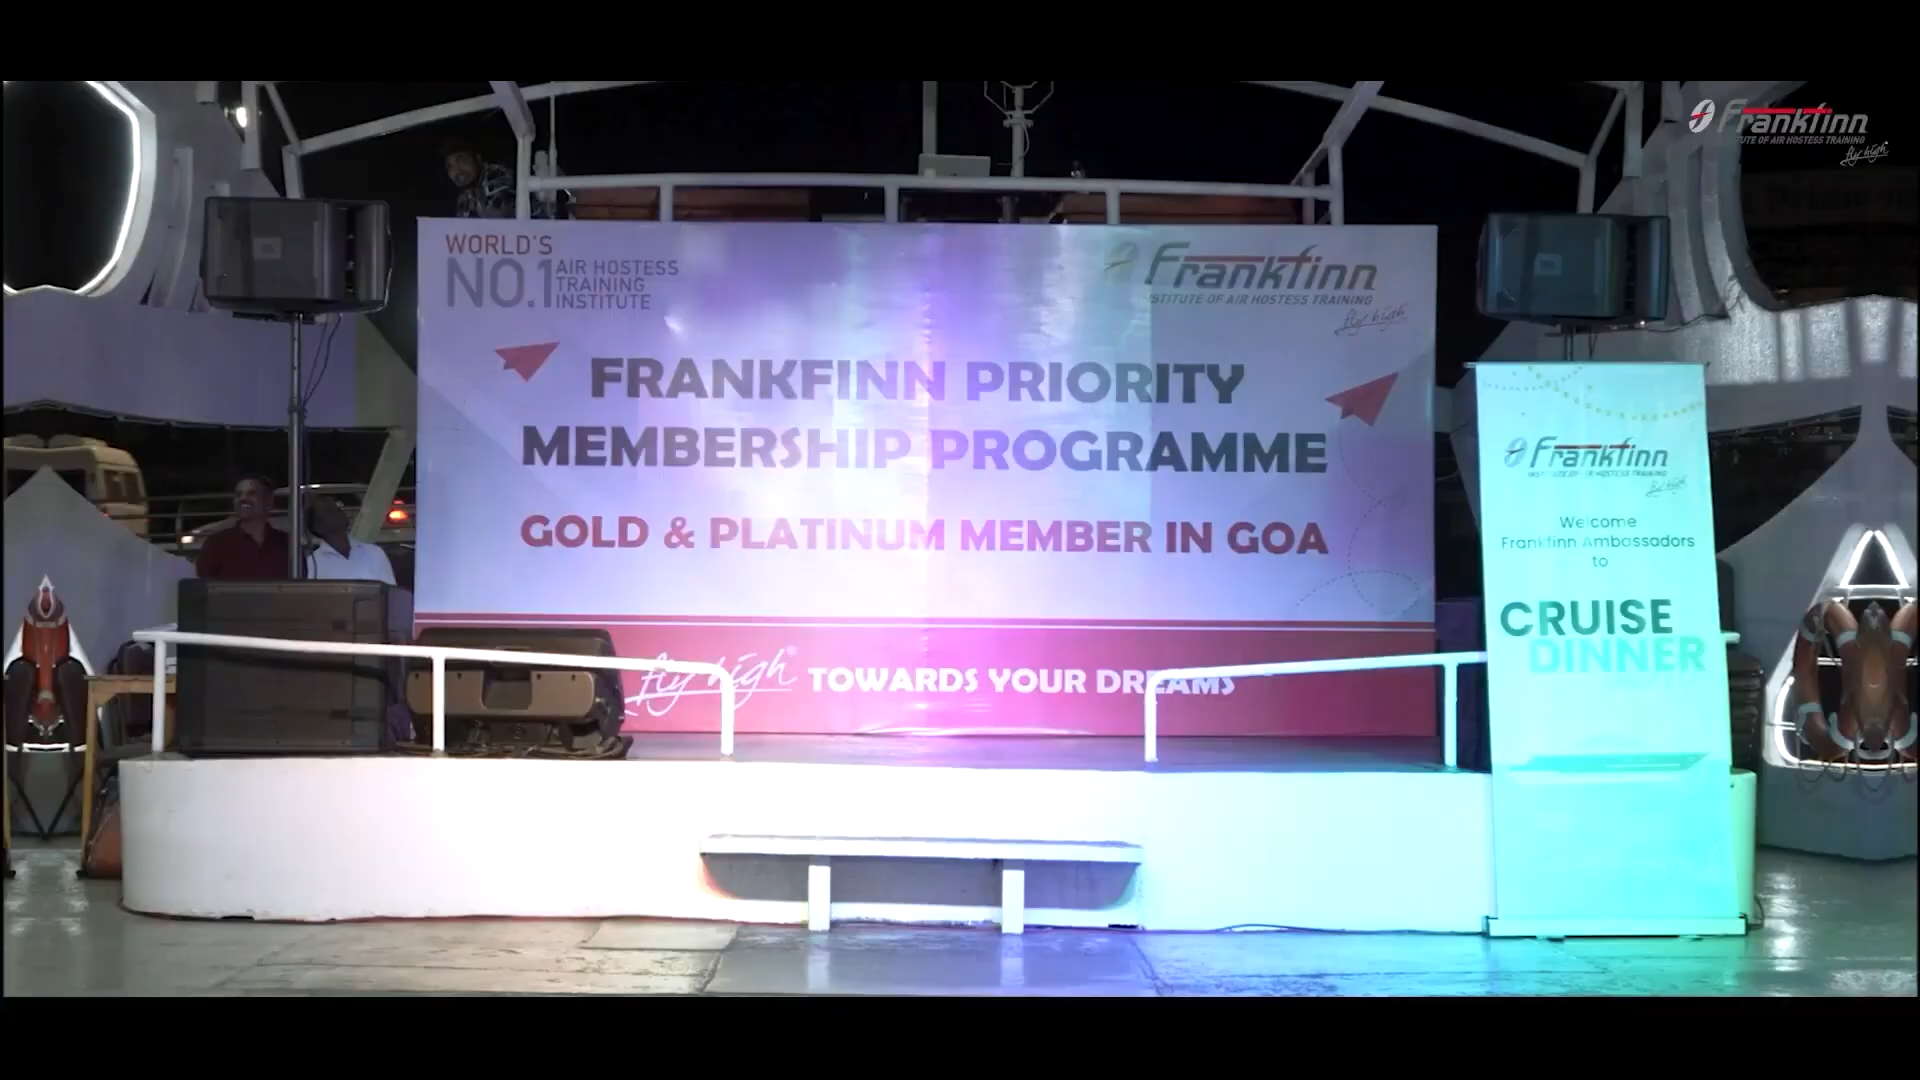 Frankfinn
UTE OF AIR HOSTESS TRAINING
fly high
WORLD'S
NO.1 AIR HOSTESS
TRAINING
INSTITUTE
Frankfinn
STITUTE OF AIR HOSTESS TRAINING
fly high
FRANKFINN PRIORITY
MEMBERSHIP PROGRAMME
GOLD & PLATINUM MEMBER IN GOA
fly high® TOWARDS YOUR DREAMS
Frankfinn
INSTITUTE OF AIR HOSTESS TRAINING
fly high
Welcome
Frankfinn Ambassadors
to
CRUISE
DINNER